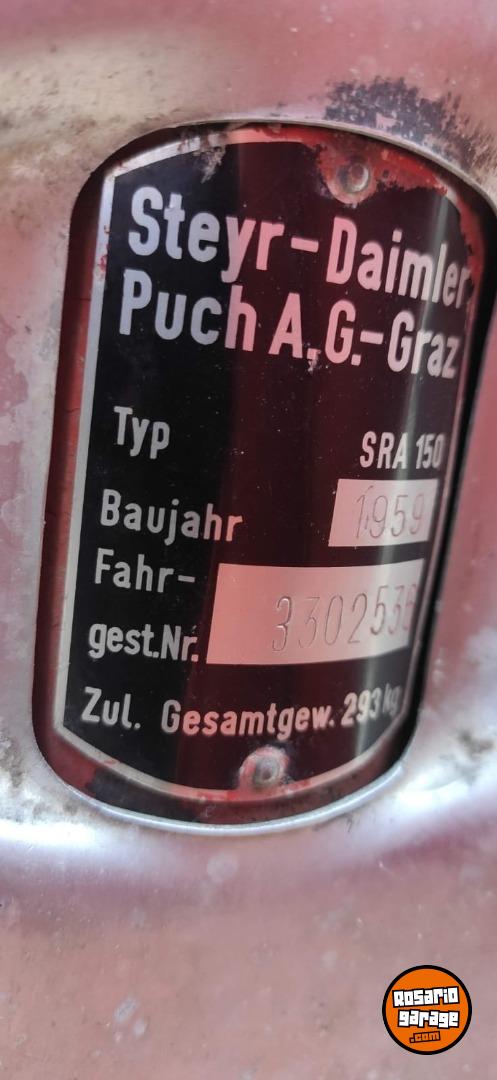 Steyr-Daimler
Puch A.G.-Graz
Typ SRA 150
Baujahr 1959
Fahr-
gest.Nr. 3302536
Zul. Gesamtgew. 293 kg
Rosario
garage
.com